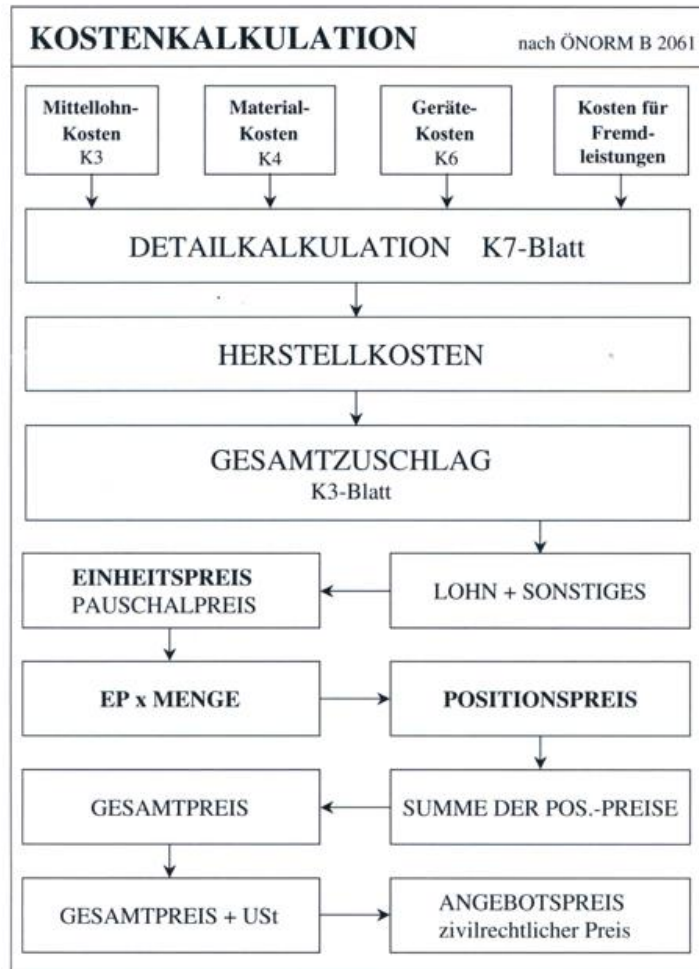 KOSTENKALKULATION nach ÖNORM B 2061
Mittellohn-
Kosten
K3
Material-
Kosten
K4
Geräte-
Kosten
K6
Kosten für
Fremd-
leistungen
DETAILKALKULATION K7-Blatt
HERSTELLKOSTEN
GESAMTZUSCHLAG
K3-Blatt
EINHEITSPREIS
PAUSCHALPREIS
LOHN + SONSTIGES
EP x MENGE
POSITIONSPREIS
GESAMTPREIS
SUMME DER POS.-PREISE
GESAMTPREIS + USt
ANGEBOTSPREIS
zivilrechtlicher Preis